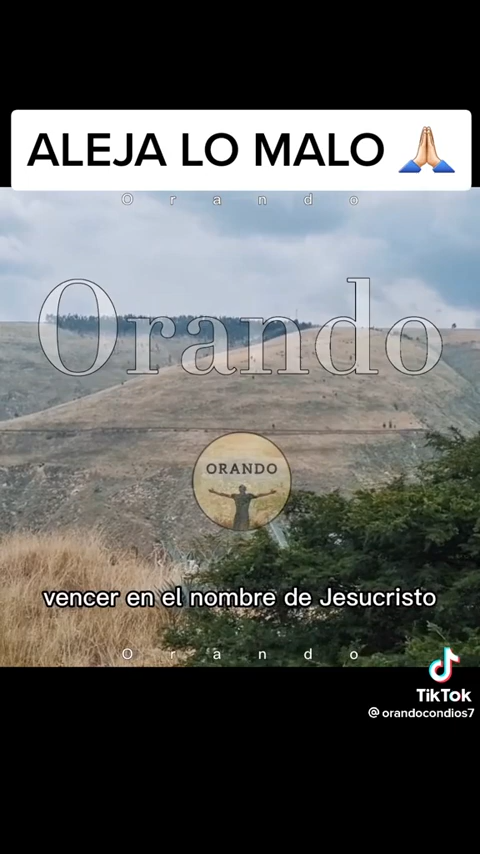 ALEJA LO MALO 🙏🏻
O r a n d o
Orando
ORANDO
vencer en el nombre de Jesucristo
O r a n d o
TikTok
@orandocondios7